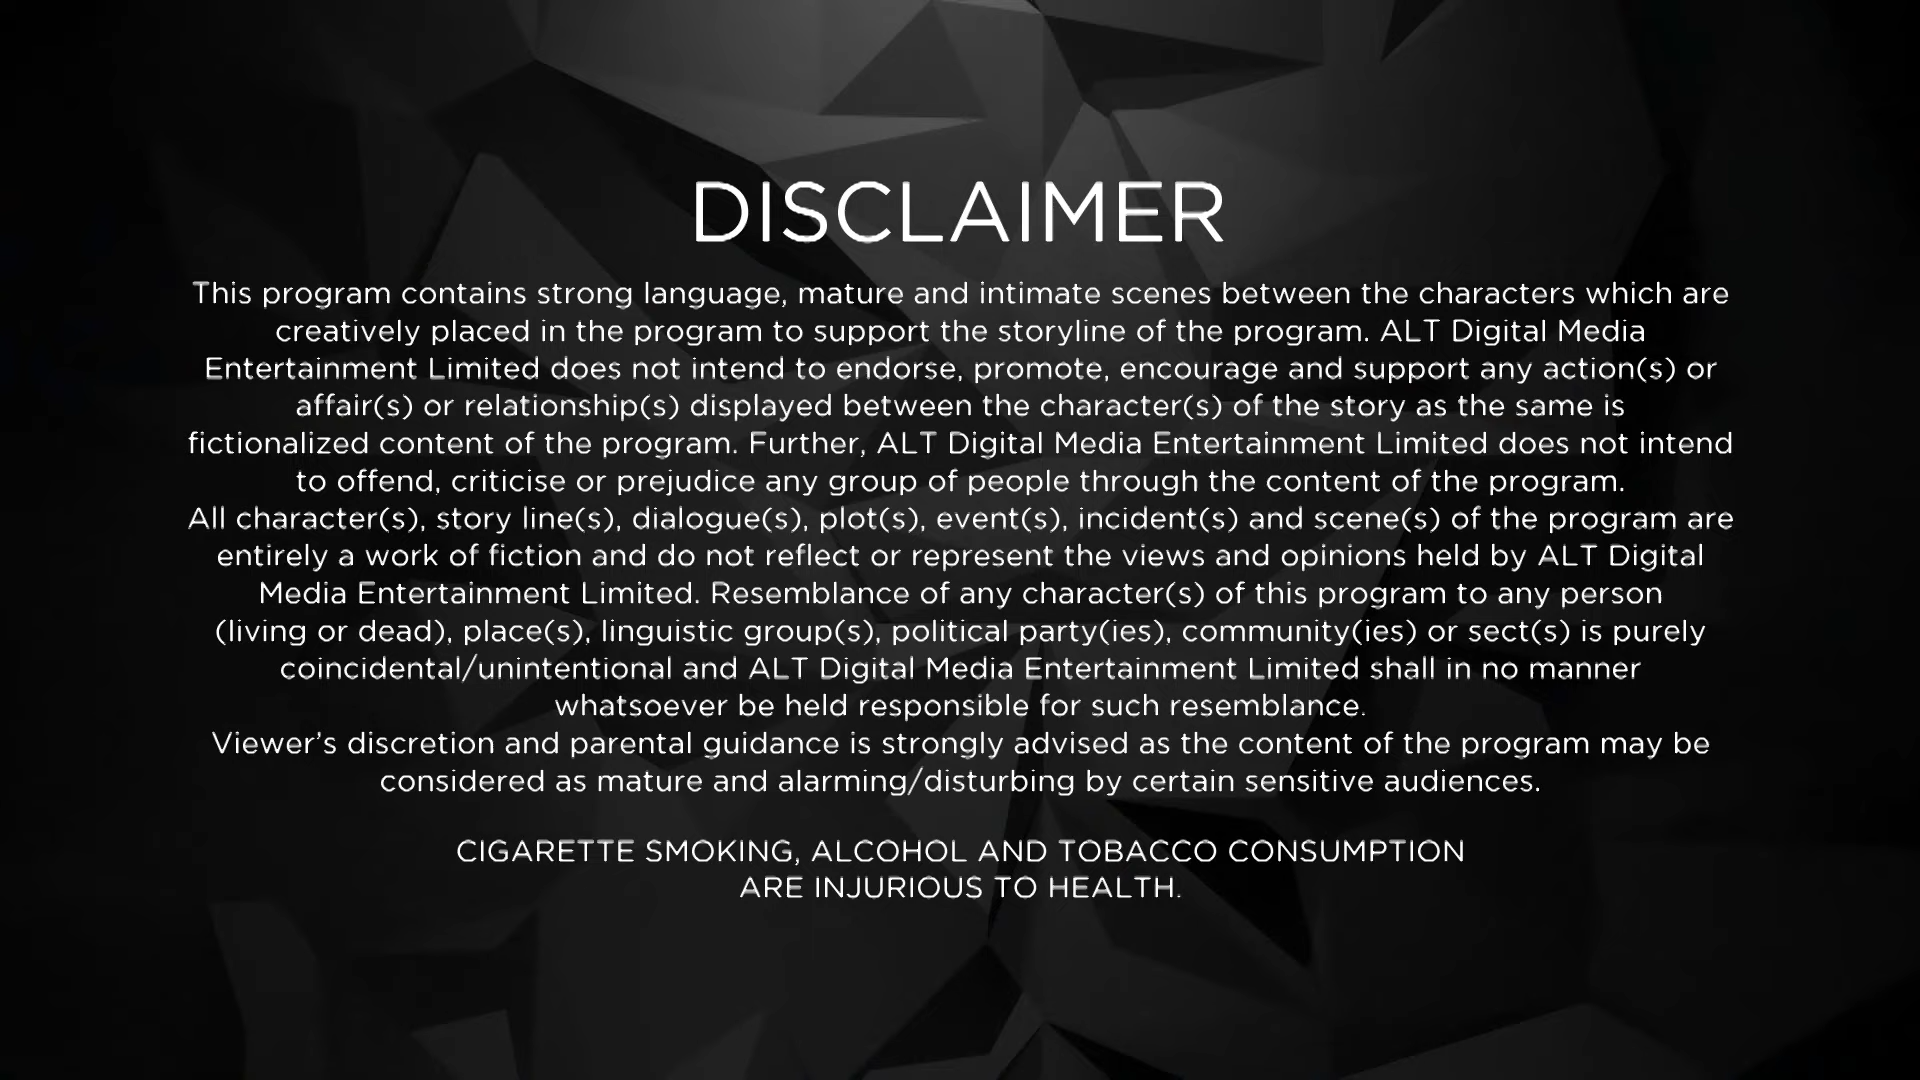 DISCLAIMER
This program contains strong language, mature and intimate scenes between the characters which are
creatively placed in the program to support the storyline of the program. ALT Digital Media
Entertainment Limited does not intend to endorse, promote, encourage and support any action(s) or
affair(s) or relationship(s) displayed between the character(s) of the story as the same is
fictionalized content of the program. Further, ALT Digital Media Entertainment Limited does not intend
to offend, criticise or prejudice any group of people through the content of the program.
All character(s), story line(s), dialogue(s), plot(s), event(s), incident(s) and scene(s) of the program are
entirely a work of fiction and do not reflect or represent the views and opinions held by ALT Digital
Media Entertainment Limited. Resemblance of any character(s) of this program to any person
(living or dead), place(s), linguistic group(s), political party(ies), community(ies) or sect(s) is purely
coincidental/unintentional and ALT Digital Media Entertainment Limited shall in no manner
whatsoever be held responsible for such resemblance.
Viewer's discretion and parental guidance is strongly advised as the content of the program may be
considered as mature and alarming/disturbing by certain sensitive audiences.
CIGARETTE SMOKING, ALCOHOL AND TOBACCO CONSUMPTION
ARE INJURIOUS TO HEALTH.